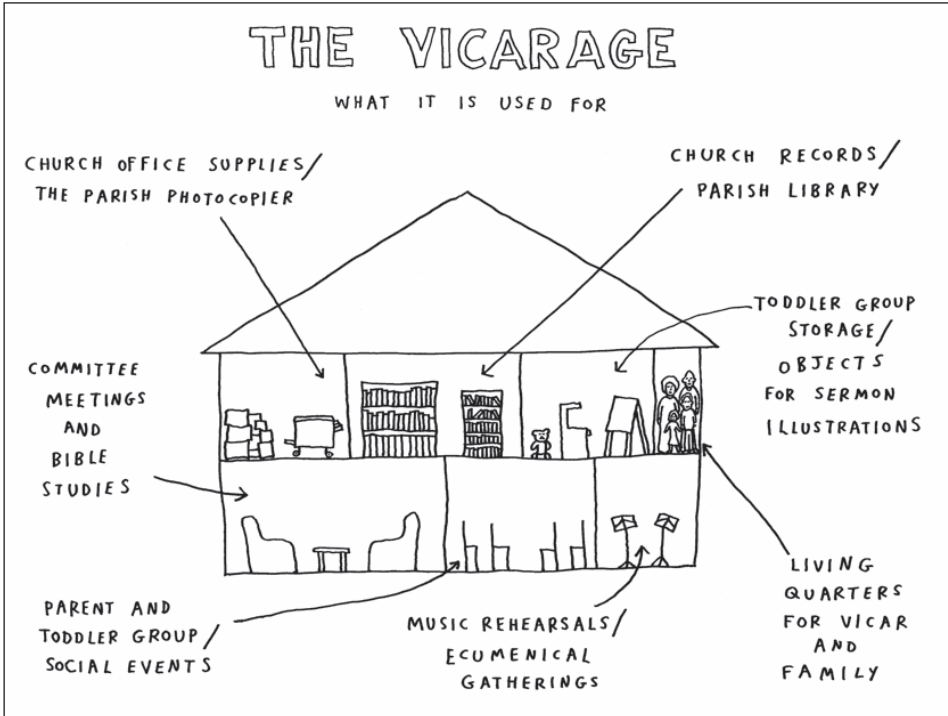 THE VICARAGE
WHAT IT IS USED FOR
CHURCH OFFICE SUPPLIES/
THE PARISH PHOTOCOPIER
CHURCH RECORDS/
PARISH LIBRARY
TODDLER GROUP
STORAGE/
OBJECTS
FOR SERMON
ILLUSTRATIONS
COMMITTEE
MEETINGS
AND
BIBLE
STUDIES
PARENT AND
TODDLER GROUP/
SOCIAL EVENTS
MUSIC REHEARSALS/
ECUMENICAL
GATHERINGS
LIVING
QUARTERS
FOR VICAR
AND
FAMILY